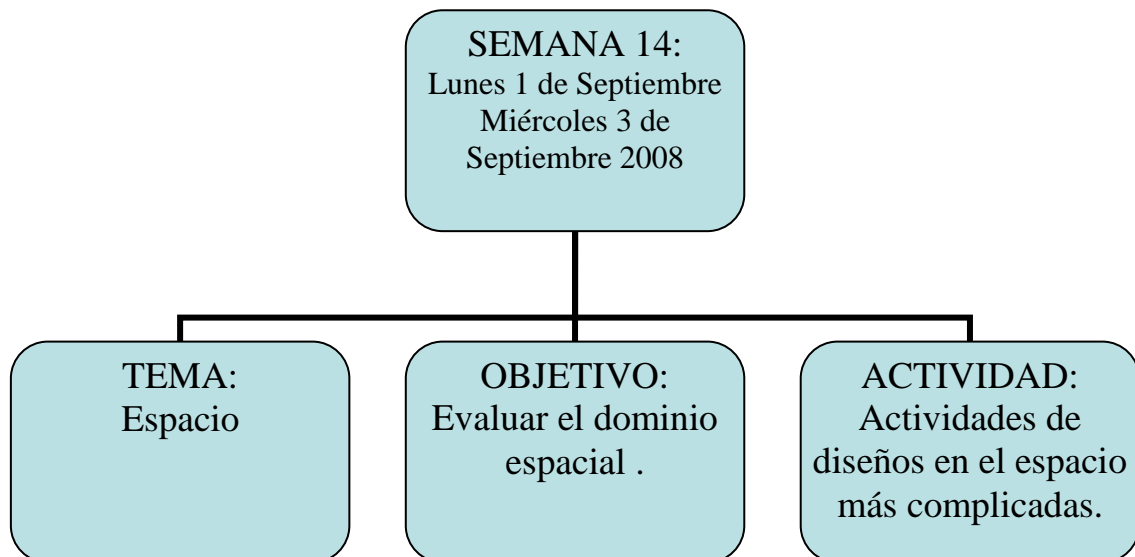 SEMANA 14:
Lunes 1 de Septiembre
Miércoles 3 de
Septiembre 2008
TEMA:
Espacio
OBJETIVO:
Evaluar el dominio
espacial .
ACTIVIDAD:
Actividades de
diseños en el espacio
más complicadas.